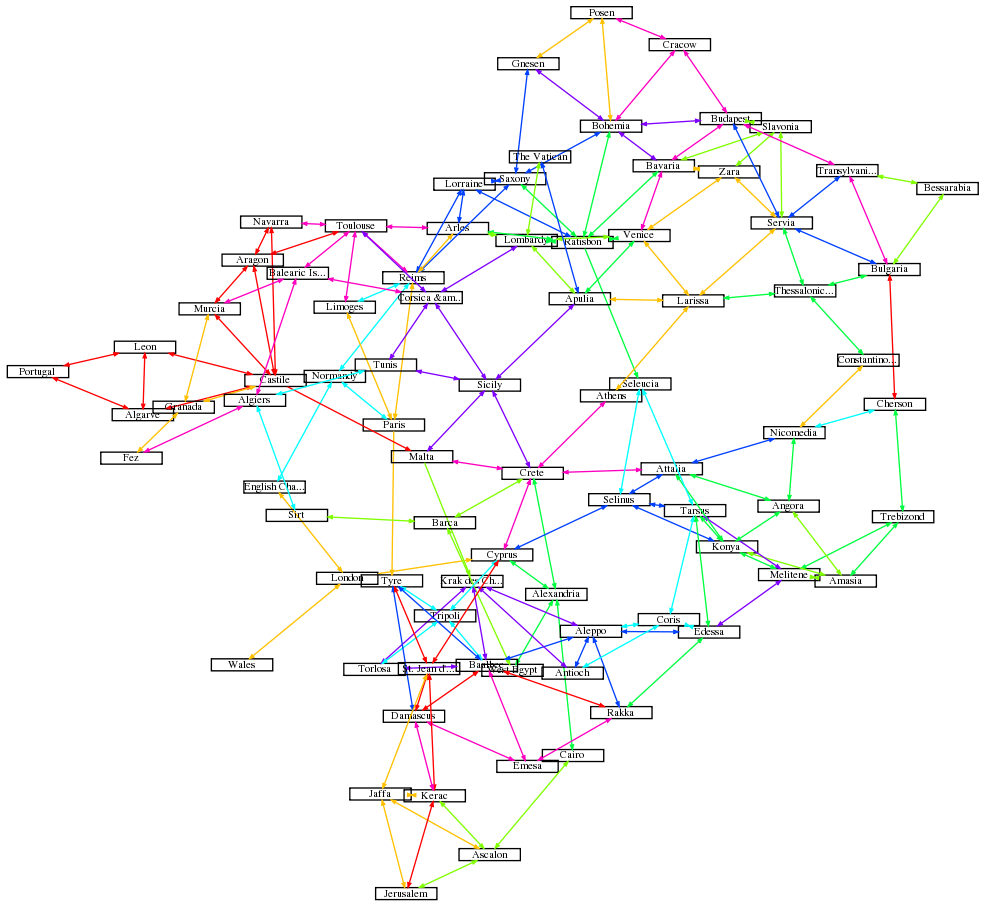 Posen
Cracow
Gnesen
Budapest
Slavonia
Bohemia
The Vatican
Bavaria
Zara
Transylvani...
Saxony
Lorraine
Bessarabia
Navarra
Toulouse
Arles
Servia
Lombardy
Ratisbon
Venice
Aragon
Balearic Is...
Bulgaria
Reims
Corsica &am...
Apulia
Larissa
Thessalonic...
Murcia
Limoges
Leon
Constantino...
Portugal
Tunis
Normandy
Castile
Sicily
Seleucia
Athens
Algiers
Granada
Algarve
Cherson
Paris
Nicomedia
Fez
Malta
Crete
Attalia
English Cha...
Selinus
Angora
Sirt
Barca
Tarsus
Trebizond
Konya
Cyprus
London
Tyre
Krak des Ch...
Melitene
Amasia
Alexandria
Tripoli
Coris
Aleppo
Edessa
Wales
Torlosa
St. Jean d'...
Baalbec
West Egypt
Antioch
Damascus
Rakka
Emesa
Cairo
Jaffa
Kerac
Ascalon
Jerusalem